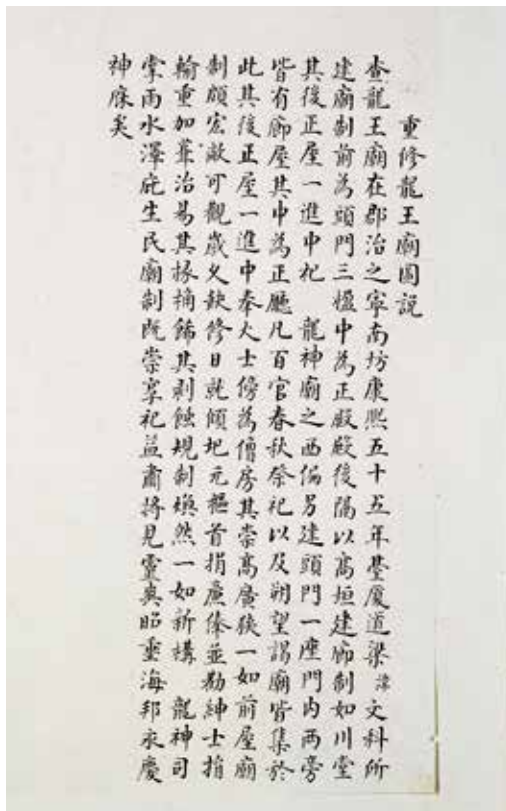 重修龍王廟圖説
查龍王廟在郡治之寧南坊康熙五十五年臺厦道梁諱文科所
建廟制前為頭門三楹中為正殿殿後隔以髙垣建廊制如川堂
其後正屋一進中祀 龍神廟之西偏另建頭門一座門内兩旁
皆有廊屋其中為正廳凡百官春秋祭祀以及朔望謁廟皆集於
此其後正屋一進中奉大士傍為僧房其崇髙廣狹一如前屋廟
制頗宏敞可觀歲久缺修日就傾圯元樞首捐亷俸並勸紳士捐
輸重加葺治易其椽桷飾其剥蝕規制煥然一如新構 龍神司
掌雨水澤庇生民廟制既崇享祀益肅將見靈爽昭垂海邦永慶
神庥矣